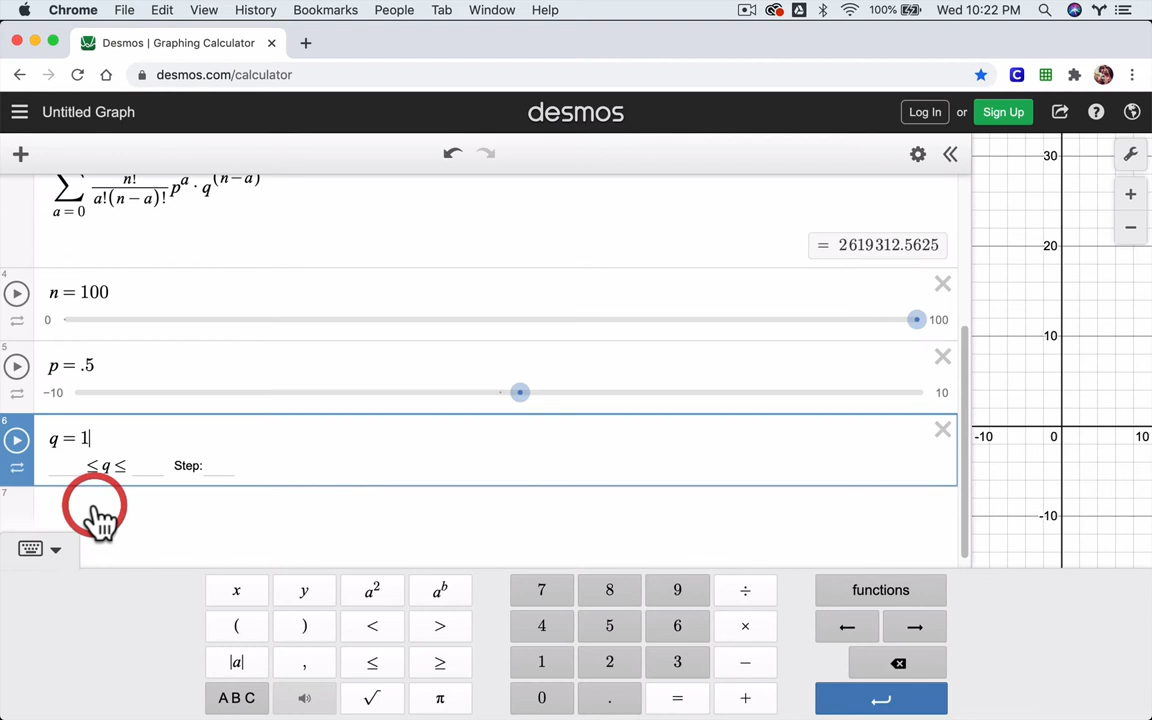 Chrome File Edit View History Bookmarks People Tab Window Help 100% Wed 10:22 PM
Desmos | Graphing Calculator
desmos.com/calculator
Untitled Graph desmos Log In or Sign Up
n!
∑ a!(n − a)! p^a · q^(n−a)
a = 0
= 2619312.5625
4
n = 100
0 100
5
p = .5
−10 10
6
q = 1
≤ q ≤ Step:
7
30
20
10
-10 0 10
-10
x y a² a^b 7 8 9 ÷ functions
( ) < > 4 5 6 × ← →
|a| , ≤ ≥ 1 2 3 −
A B C √ π 0 . = +